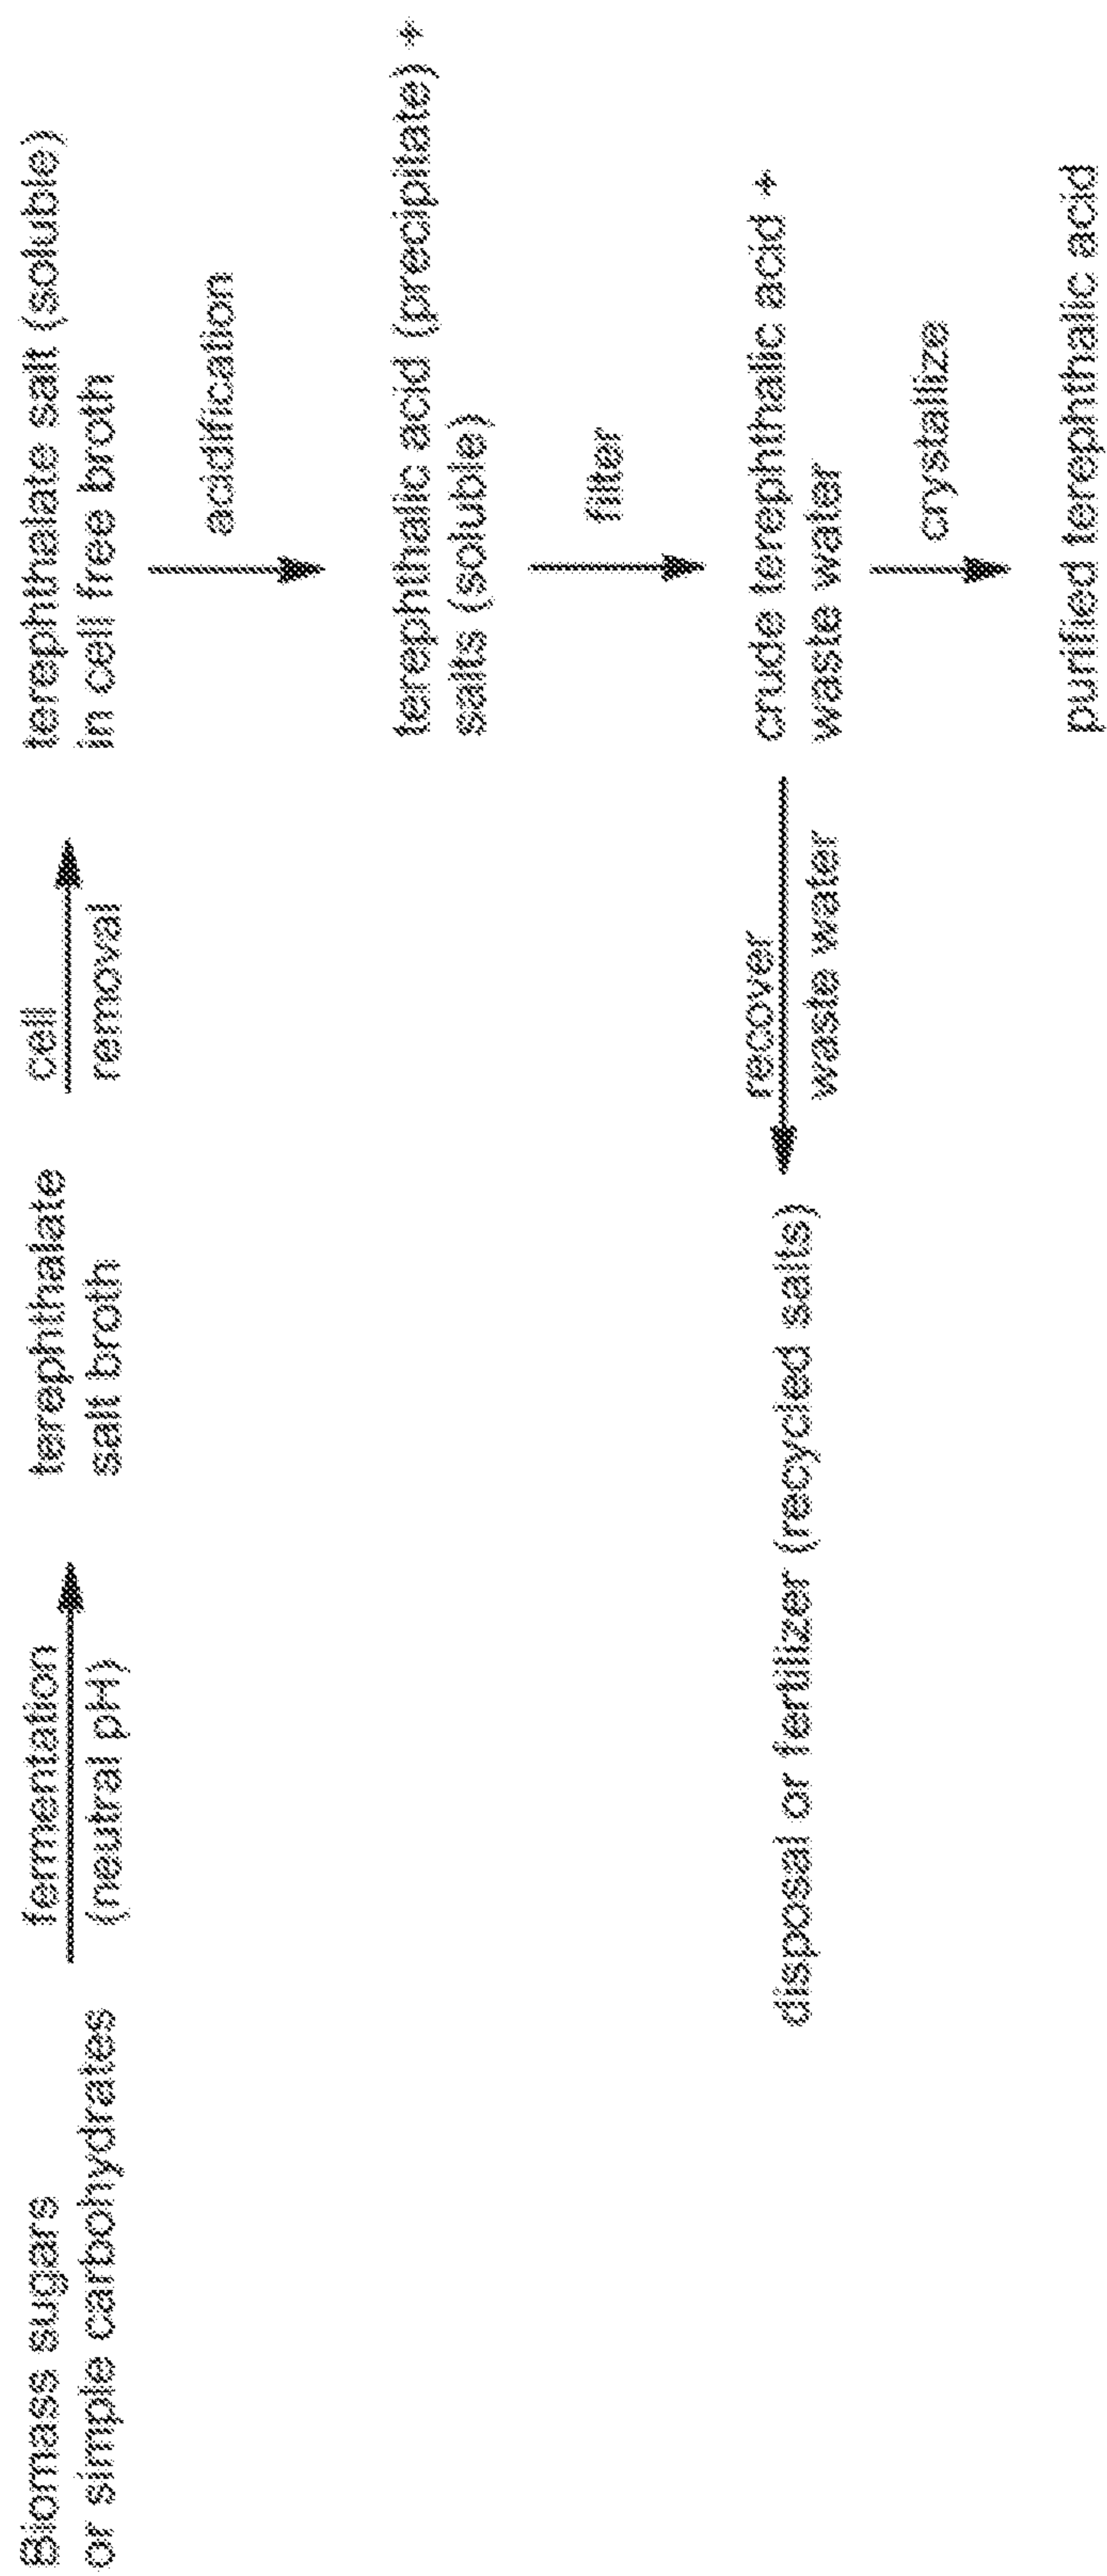 Biomass sugars
or simple carbohydrates
fermentation
(neutral pH)
terephthalate
salt broth
cell
removal
terephthalate salt (soluble)
in cell free broth
acidification
terephthalic acid (precipitate) +
salts (soluble)
filter
crude terephthalic acid +
waste water
recover
waste water
disposal or fertilizer (recycled salts)
crystallize
purified terephthalic acid